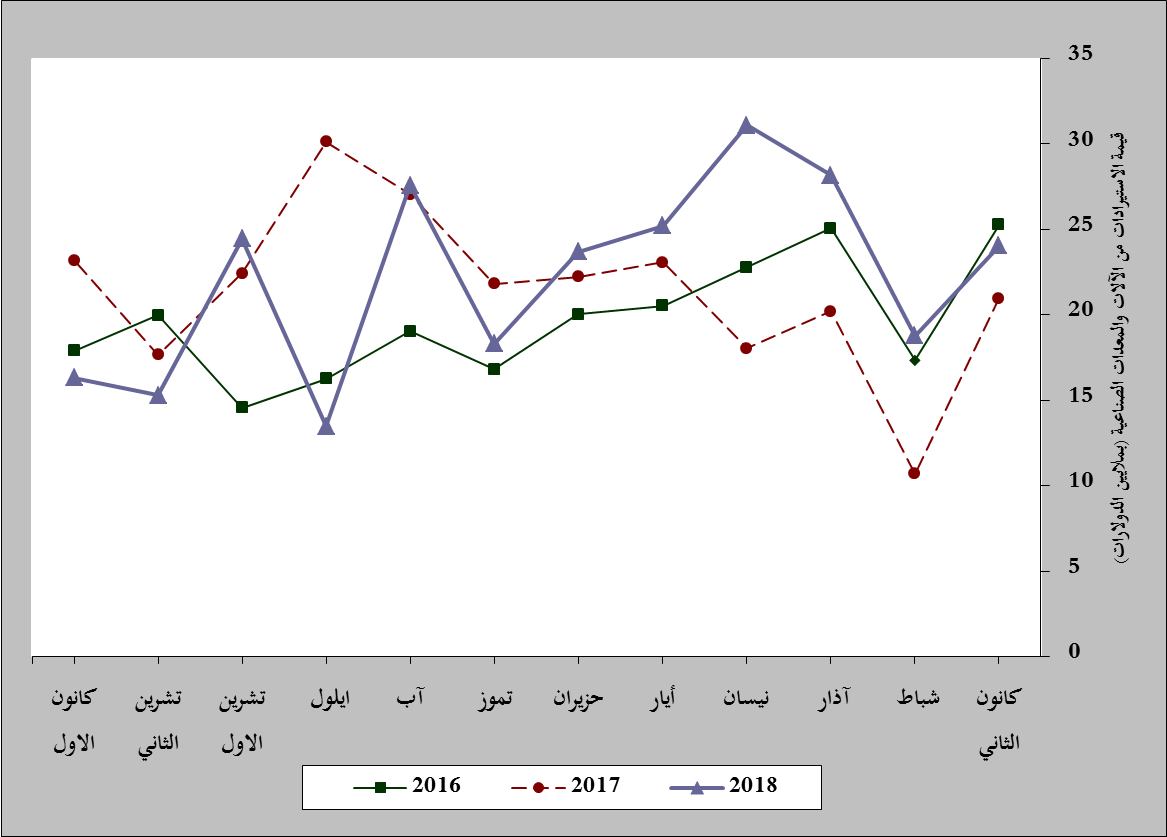 35
30
25
20
15
10
5
0
قيمة الاستيرادات من الآلات والمعدات الصناعية (بملايين الدولارات)
كانون الثاني
شباط
آذار
نيسان
أيار
حزيران
تموز
آب
ايلول
تشرين الاول
تشرين الثاني
كانون الاول
2016
2017
2018